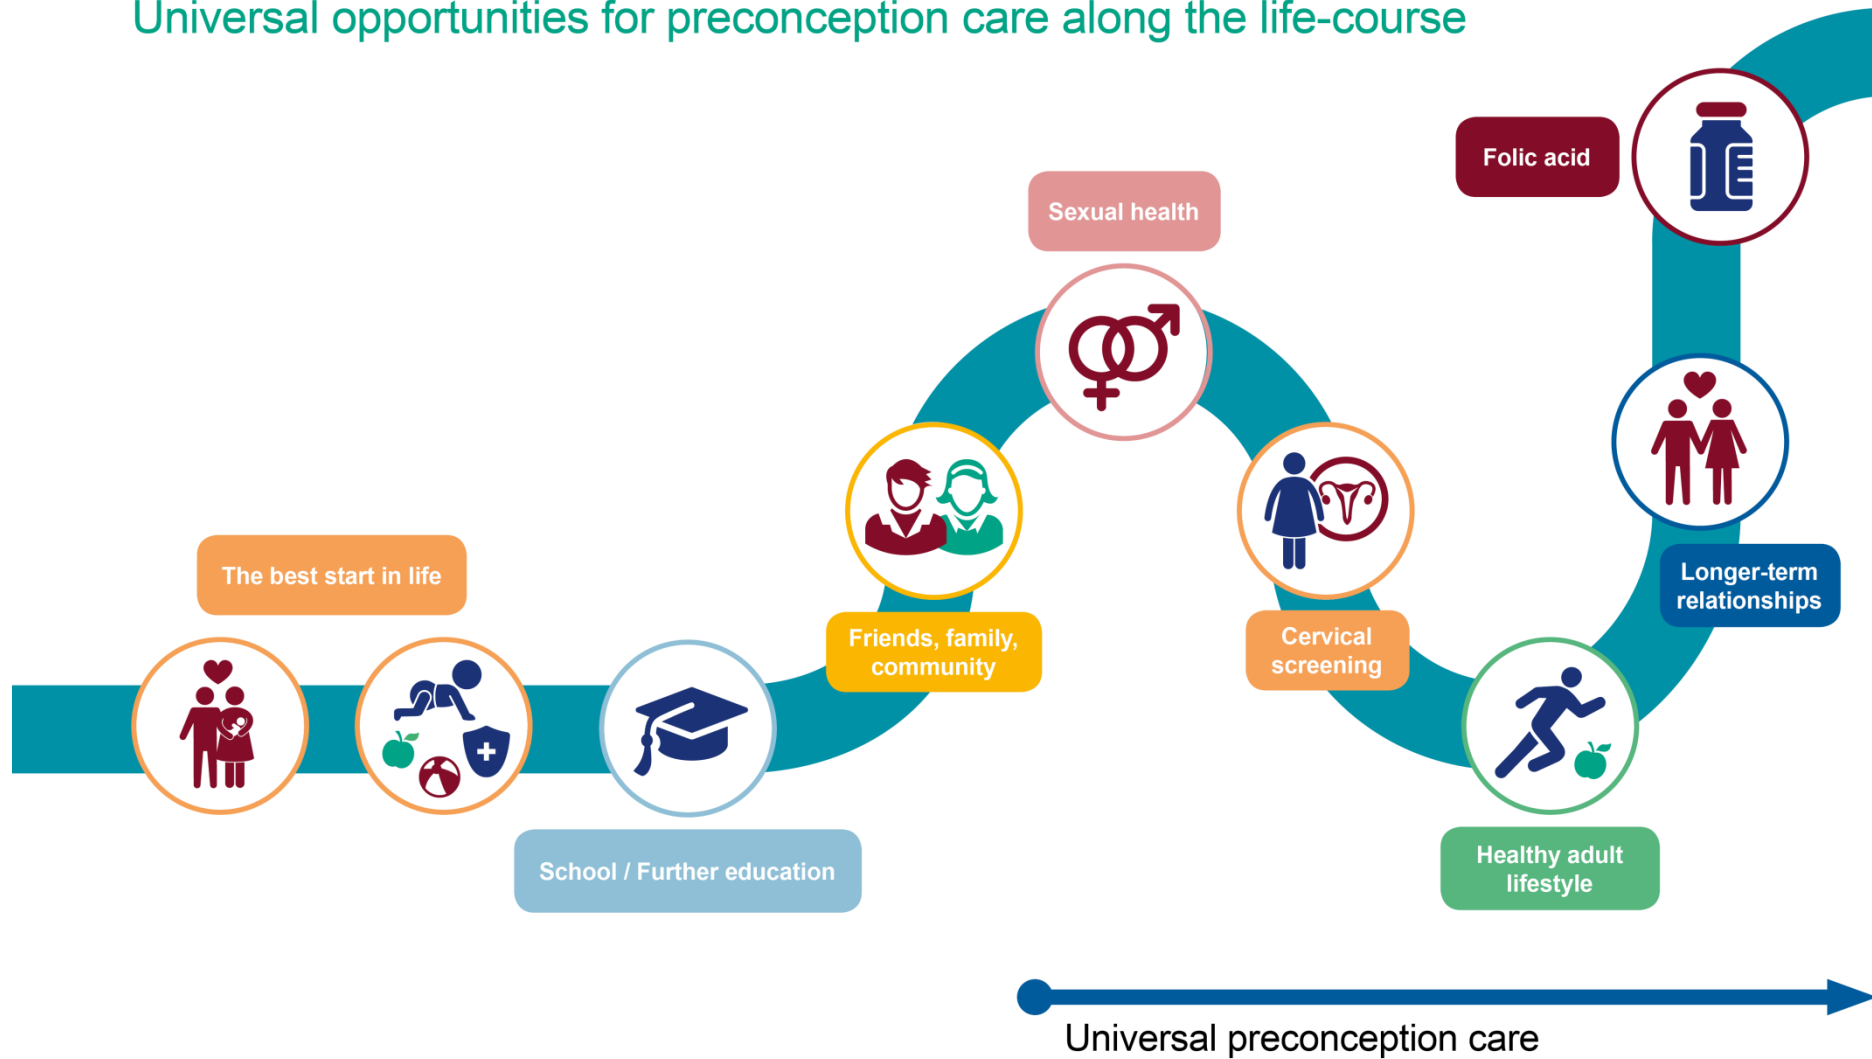 Universal opportunities for preconception care along the life-course
Folic acid
Sexual health
The best start in life
Friends, family,
community
Cervical
screening
Longer-term
relationships
School / Further education
Healthy adult
lifestyle
Universal preconception care